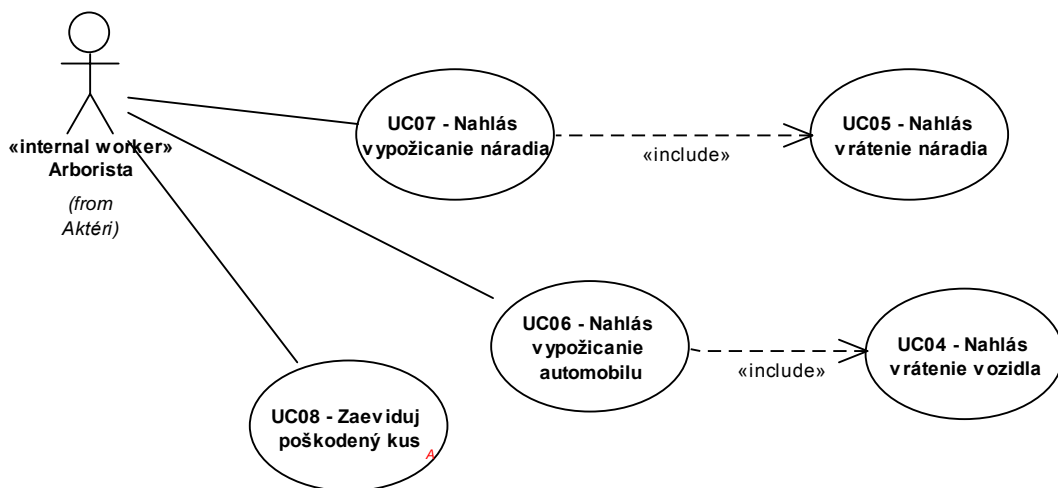 «internal worker»
Arborista
(from
Aktéri)
UC07 - Nahlás
vypožicanie náradia
«include»
UC05 - Nahlás
vrátenie náradia
UC06 - Nahlás
vypožicanie
automobilu
«include»
UC04 - Nahlás
vrátenie vozidla
UC08 - Zaeviduj
poškodený kus
A